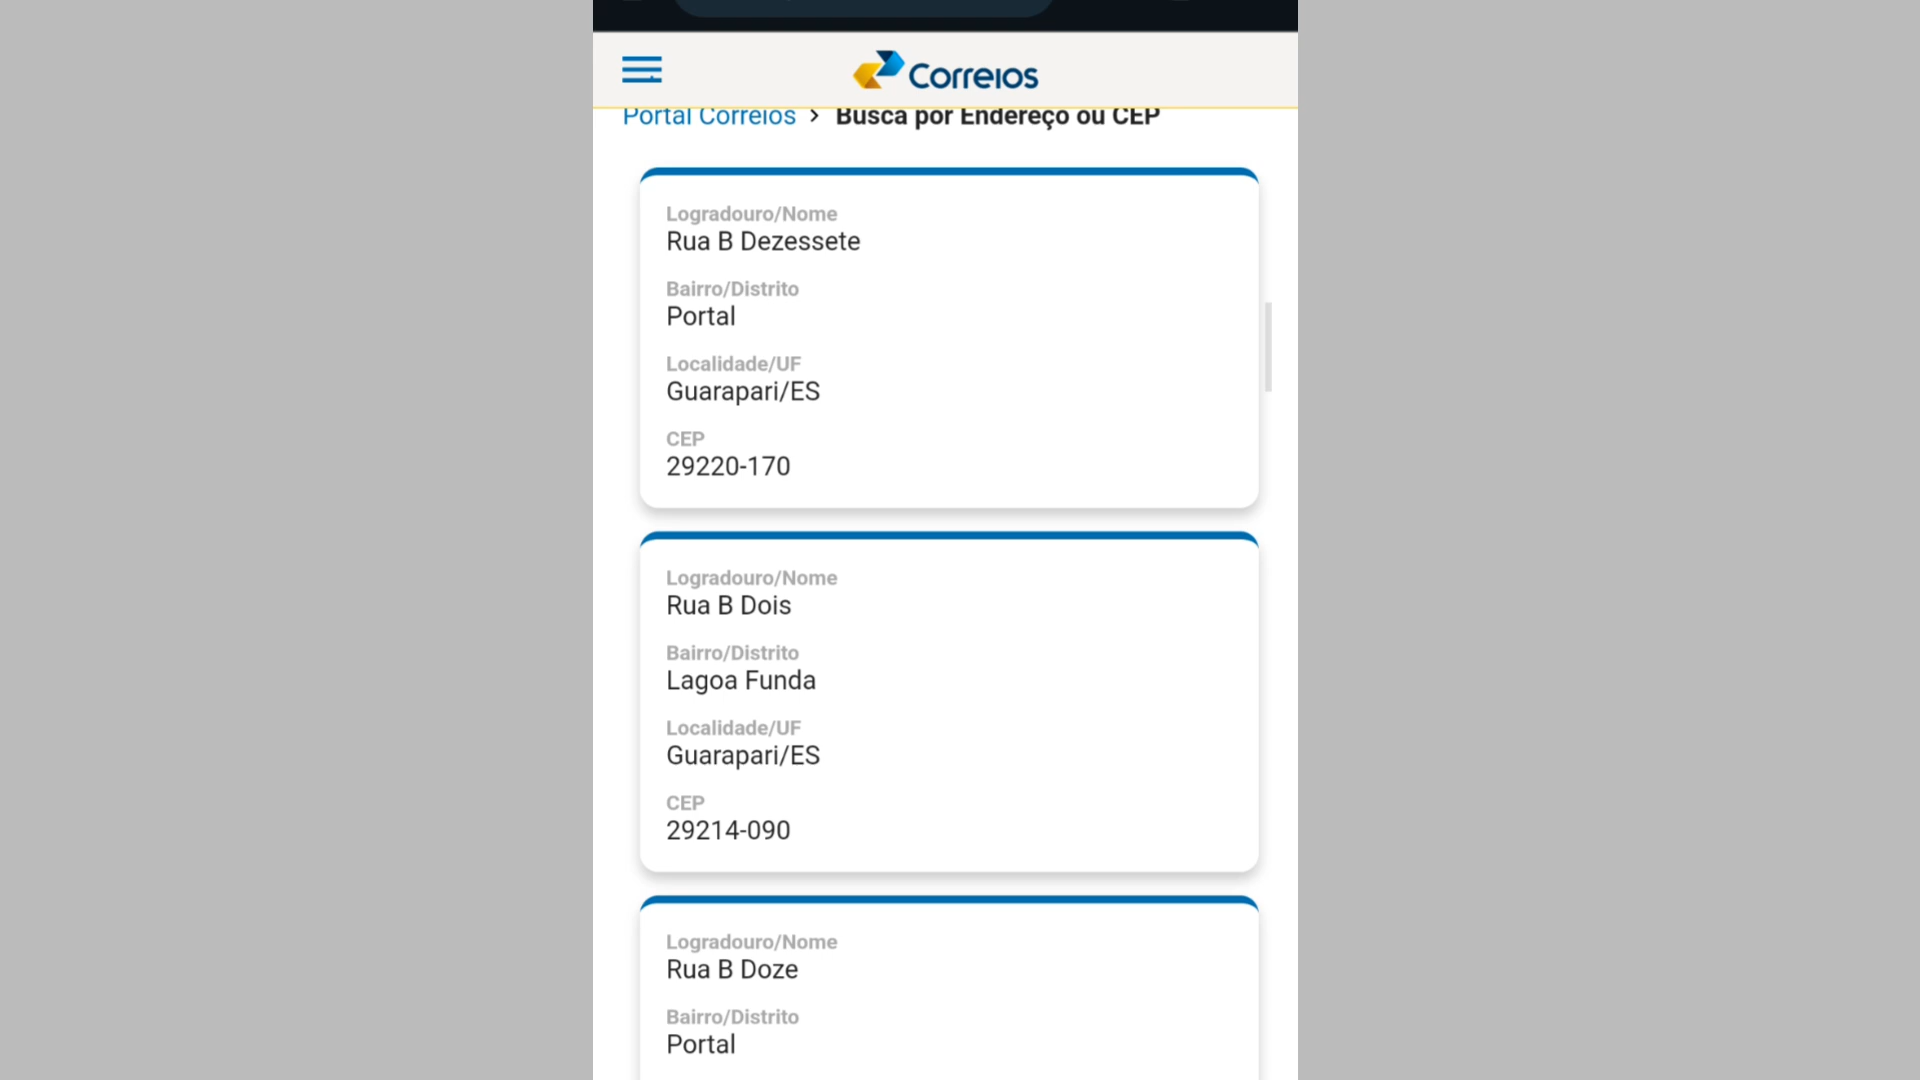 Correios
Portal Correios > Busca por Endereço ou CEP
Logradouro/Nome
Rua B Dezessete
Bairro/Distrito
Portal
Localidade/UF
Guarapari/ES
CEP
29220-170
Logradouro/Nome
Rua B Dois
Bairro/Distrito
Lagoa Funda
Localidade/UF
Guarapari/ES
CEP
29214-090
Logradouro/Nome
Rua B Doze
Bairro/Distrito
Portal